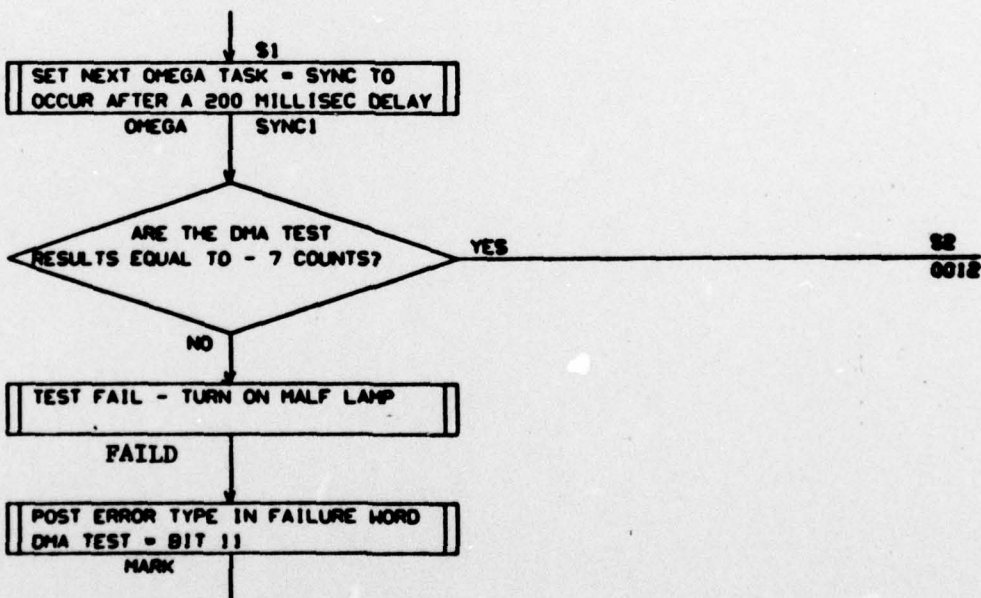 S1
SET NEXT OMEGA TASK = SYNC TO
OCCUR AFTER A 200 MILLISEC DELAY
OMEGA SYNC1
ARE THE DMA TEST
RESULTS EQUAL TO - 7 COUNTS?
YES
S2
0012
NO
TEST FAIL - TURN ON MALF LAMP
FAILD
POST ERROR TYPE IN FAILURE WORD
DMA TEST = BIT 11
MARK